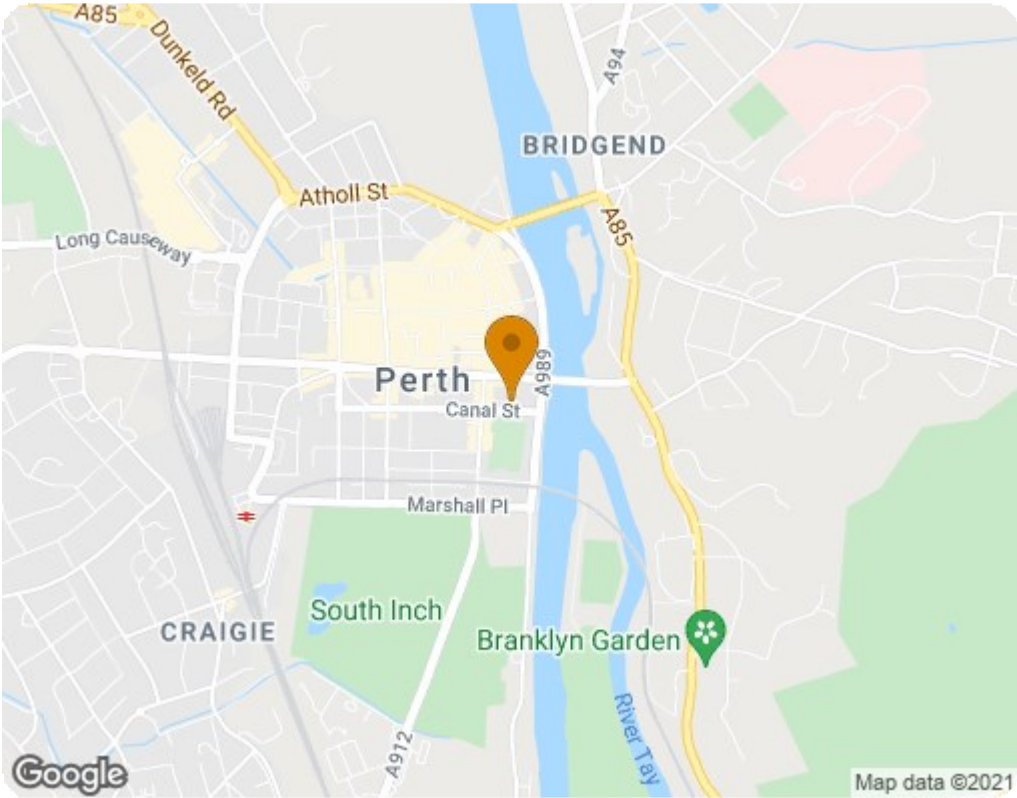 A85
Dunkeld Rd
A94
BRIDGEND
Atholl St
A85
Long Causeway
A989
Perth
Canal St
Marshall Pl
South Inch
CRAIGIE
Branklyn Garden
River Tay
A912
Google
Map data ©2021